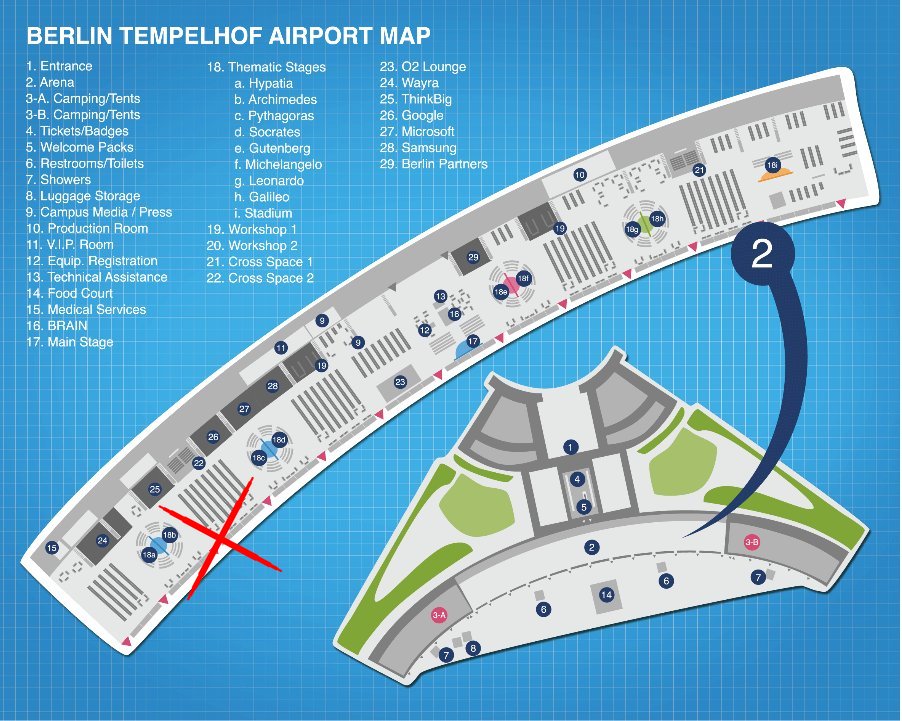 BERLIN TEMPELHOF AIRPORT MAP
1. Entrance
2. Arena
3-A. Camping/Tents
3-B. Camping/Tents
4. Tickets/Badges
5. Welcome Packs
6. Restrooms/Toilets
7. Showers
8. Luggage Storage
9. Campus Media / Press
10. Production Room
11. V.I.P. Room
12. Equip. Registration
13. Technical Assistance
14. Food Court
15. Medical Services
16. BRAIN
17. Main Stage
18. Thematic Stages
a. Hypatia
b. Archimedes
c. Pythagoras
d. Socrates
e. Gutenberg
f. Michelangelo
g. Leonardo
h. Galileo
i. Stadium
19. Workshop 1
20. Workshop 2
21. Cross Space 1
22. Cross Space 2
23. O2 Lounge
24. Wayra
25. ThinkBig
26. Google
27. Microsoft
28. Samsung
29. Berlin Partners
18i
21
10
18h
18g
19
2
29
18f
18e
13
16
12
17
9
9
11
19
28
23
27
26
18d
18c
22
25
24
18b
18a
15
1
4
5
2
3-B
6
7
14
6
3-A
8
7